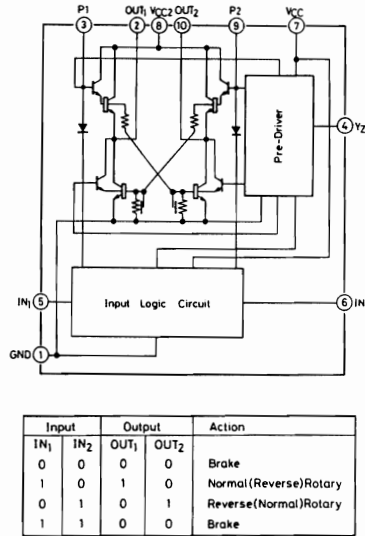 P1 OUT1 VCC2 OUT2 P2 VCC
3 2 8 10 9 7
Pre-Driver
4 YZ
IN1 5
Input Logic Circuit
6 IN
GND 1
Input Output Action
IN1 IN2 OUT1 OUT2
0 0 0 0 Brake
1 0 1 0 Normal(Reverse)Rotary
0 1 0 1 Reverse(Normal)Rotary
1 1 0 0 Brake